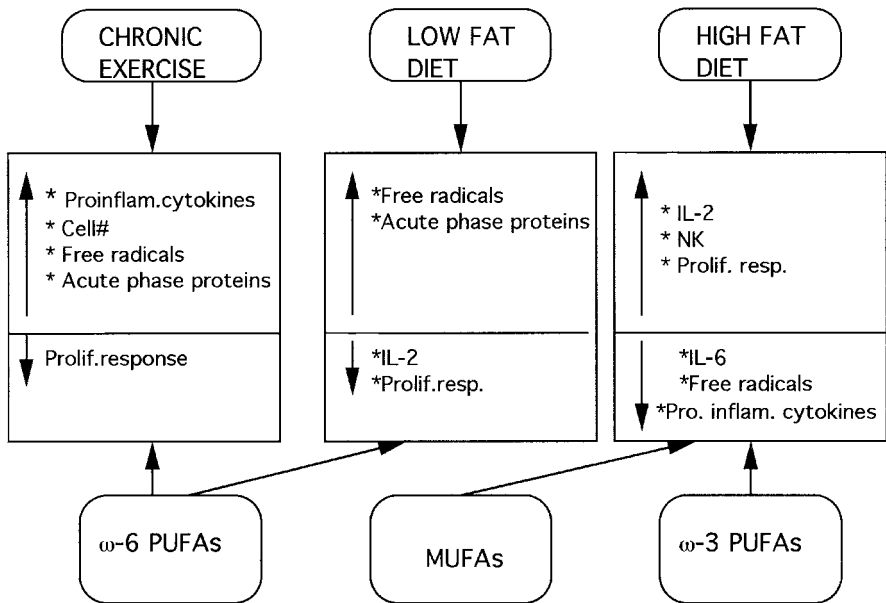 CHRONIC
EXERCISE
LOW FAT
DIET
HIGH FAT
DIET
* Proinflam.cytokines
* Cell#
* Free radicals
* Acute phase proteins
Prolif.response
*Free radicals
*Acute phase proteins
*IL-2
*Prolif.resp.
* IL-2
* NK
* Prolif. resp.
*IL-6
*Free radicals
*Pro. inflam. cytokines
ω-6 PUFAs
MUFAs
ω-3 PUFAs